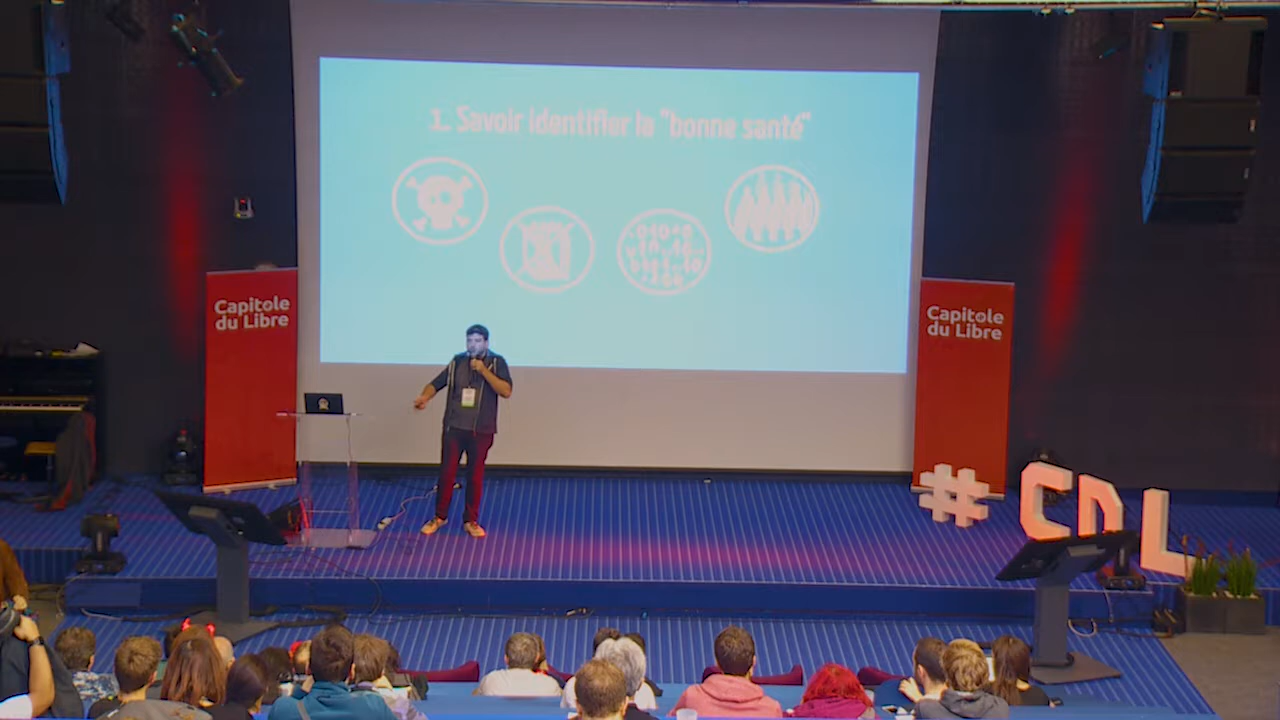 1. Savoir identifier la "bonne santé"
Capitole
du Libre
Capitole
du Libre
#CDL